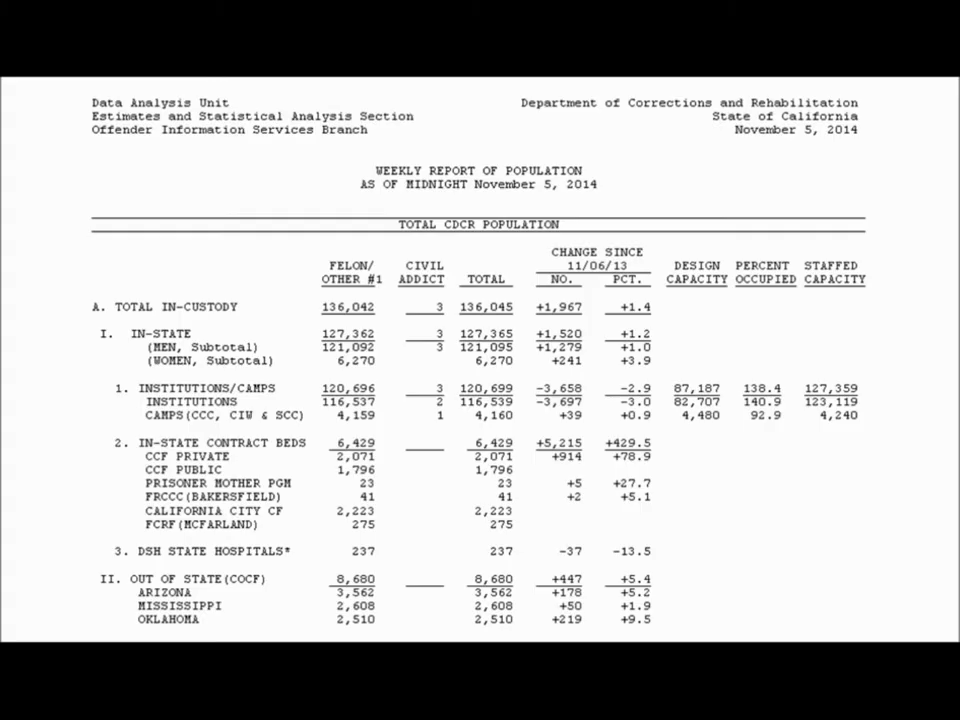 Data Analysis Unit Department of Corrections and Rehabilitation
Estimates and Statistical Analysis Section State of California
Offender Information Services Branch November 5, 2014
WEEKLY REPORT OF POPULATION
AS OF MIDNIGHT November 5, 2014
TOTAL CDCR POPULATION
CHANGE SINCE
FELON/ CIVIL 11/06/13 DESIGN PERCENT STAFFED
OTHER #1 ADDICT TOTAL NO. PCT. CAPACITY OCCUPIED CAPACITY
A. TOTAL IN-CUSTODY 136,042 3 136,045 +1,967 +1.4
I. IN-STATE 127,362 3 127,365 +1,520 +1.2
(MEN, Subtotal) 121,092 3 121,095 +1,279 +1.0
(WOMEN, Subtotal) 6,270 6,270 +241 +3.9
1. INSTITUTIONS/CAMPS 120,696 3 120,699 -3,658 -2.9 87,187 138.4 127,359
INSTITUTIONS 116,537 2 116,539 -3,697 -3.0 82,707 140.9 123,119
CAMPS(CCC, CIW & SCC) 4,159 1 4,160 +39 +0.9 4,480 92.9 4,240
2. IN-STATE CONTRACT BEDS 6,429 6,429 +5,215 +429.5
CCF PRIVATE 2,071 2,071 +914 +78.9
CCF PUBLIC 1,796 1,796
PRISONER MOTHER PGM 23 23 +5 +27.7
FRCCC(BAKERSFIELD) 41 41 +2 +5.1
CALIFORNIA CITY CF 2,223 2,223
FCRF(MCFARLAND) 275 275
3. DSH STATE HOSPITALS* 237 237 -37 -13.5
II. OUT OF STATE(COCF) 8,680 8,680 +447 +5.4
ARIZONA 3,562 3,562 +178 +5.2
MISSISSIPPI 2,608 2,608 +50 +1.9
OKLAHOMA 2,510 2,510 +219 +9.5